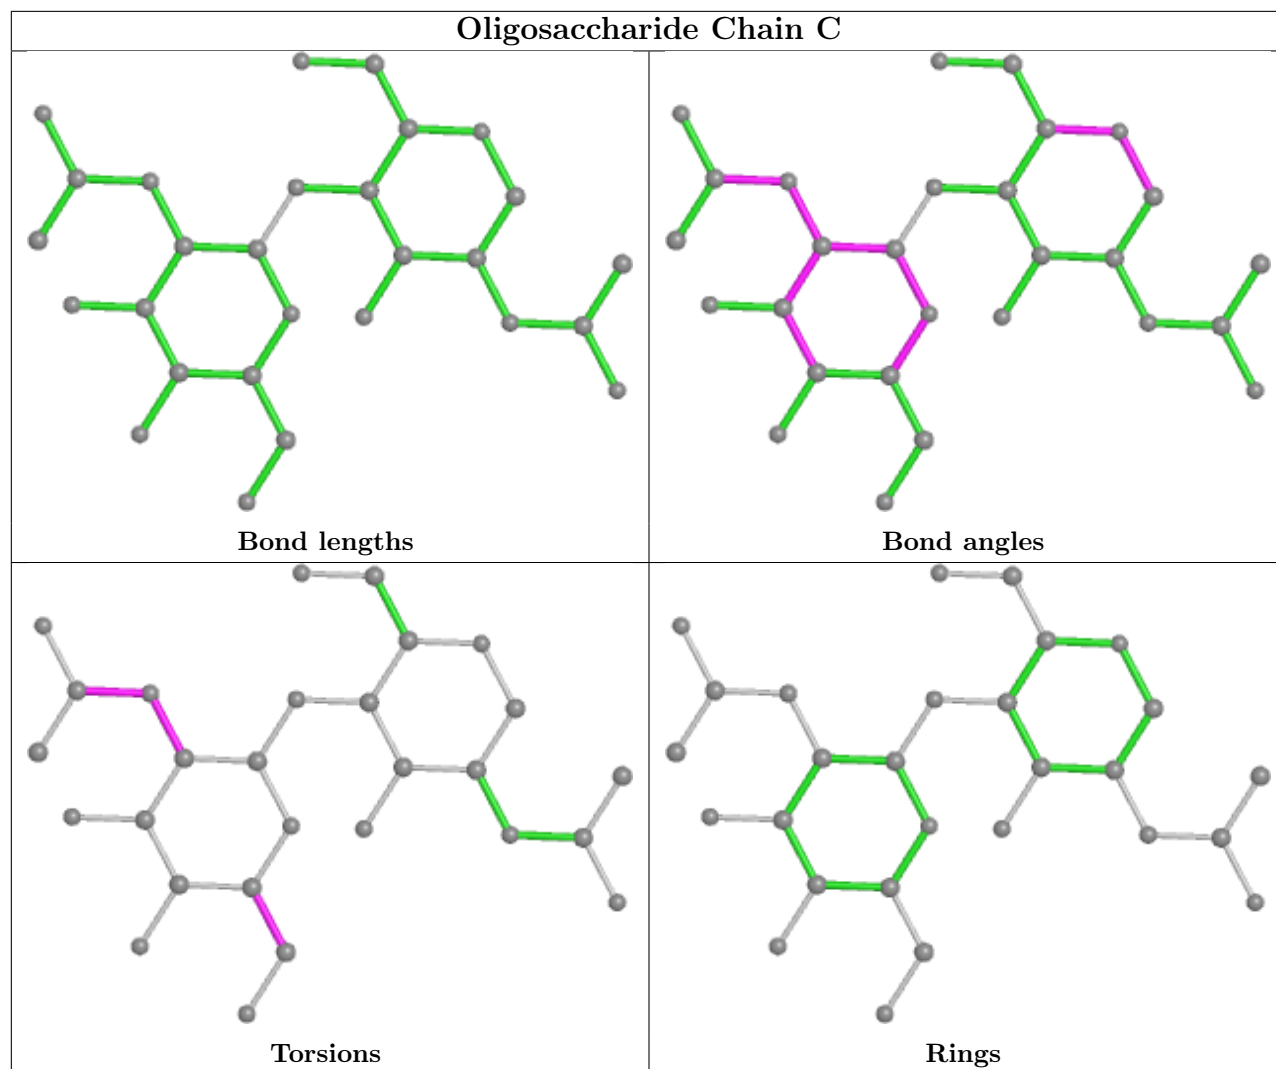 Oligosaccharide Chain C
Bond lengths
Bond angles
Torsions
Rings